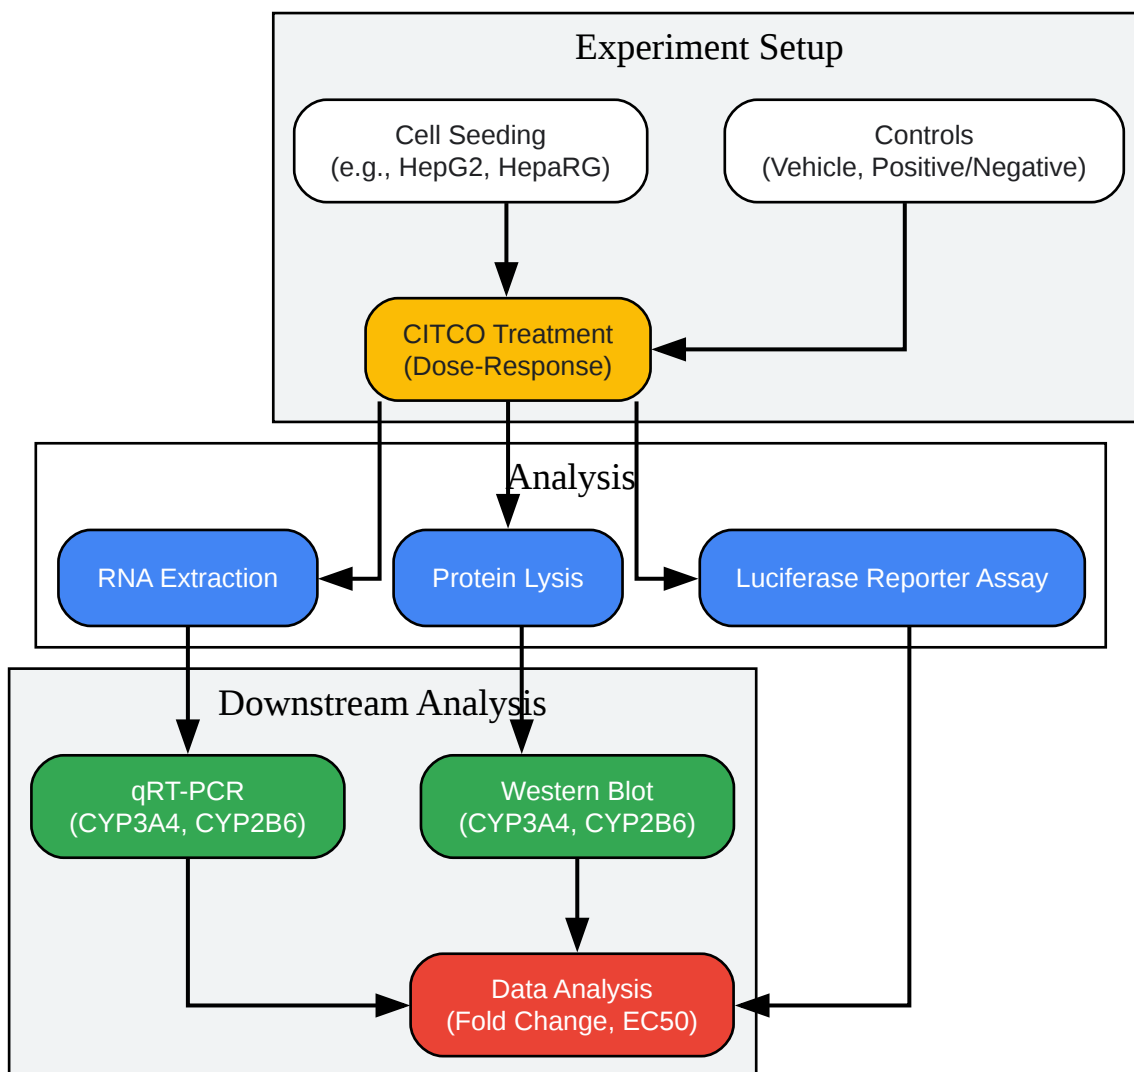 Experiment Setup
Cell Seeding
(e.g., HepG2, HepaRG)
Controls
(Vehicle, Positive/Negative)
CITCO Treatment
(Dose-Response)
Analysis
RNA Extraction
Protein Lysis
Luciferase Reporter Assay
Downstream Analysis
qRT-PCR
(CYP3A4, CYP2B6)
Western Blot
(CYP3A4, CYP2B6)
Data Analysis
(Fold Change, EC50)